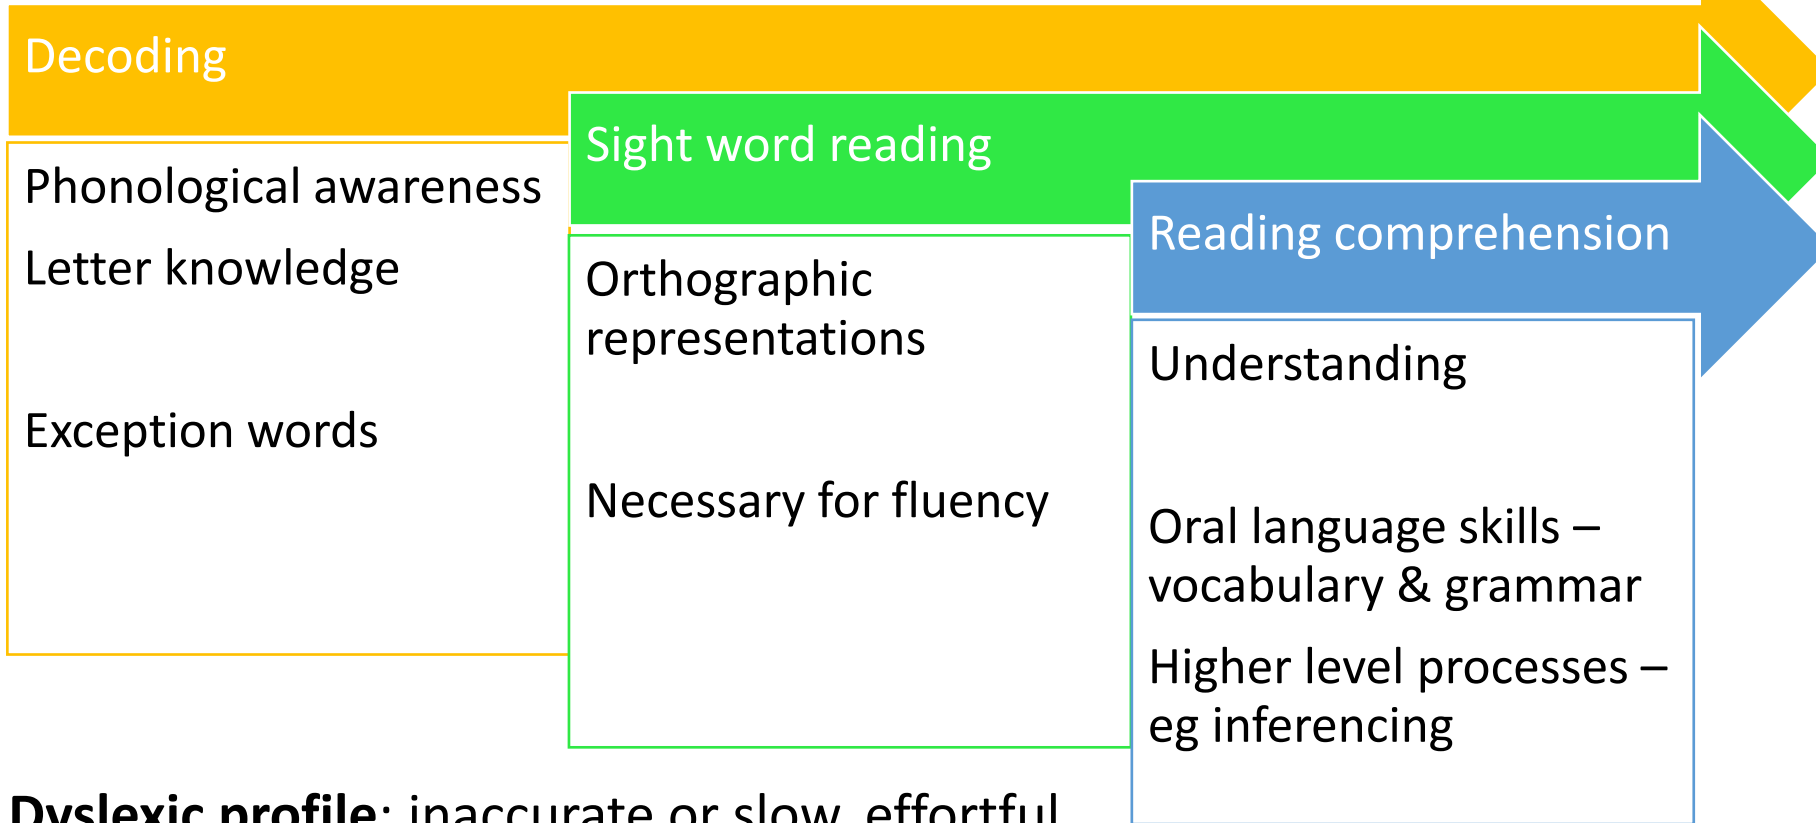 Decoding
Phonological awareness
Letter knowledge
Exception words
Sight word reading
Orthographic
representations
Necessary for fluency
Reading comprehension
Understanding
Oral language skills –
vocabulary & grammar
Higher level processes –
eg inferencing
Dyslexic profile: inaccurate or slow, effortful